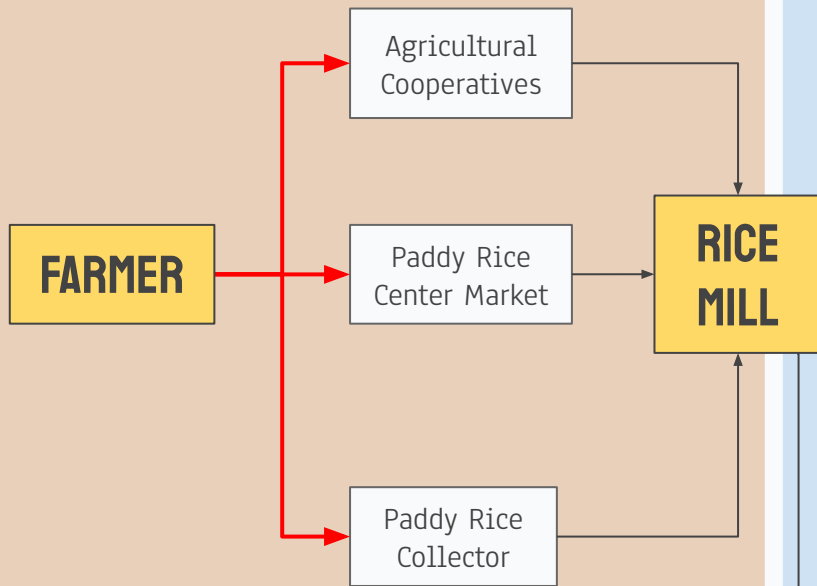 Agricultural
Cooperatives
FARMER
Paddy Rice
Center Market
RICE
MILL
Paddy Rice
Collector